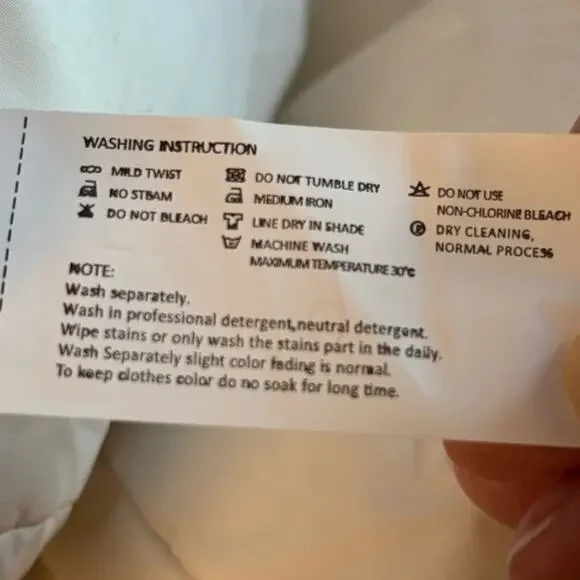 WASHING INSTRUCTION
MILD TWIST
NO STEAM
DO NOT BLEACH
DO NOT TUMBLE DRY
MEDIUM IRON
LINE DRY IN SHADE
MACHINE WASH
MAXIMUM TEMPERATURE 30°c
DO NOT USE
NON-CHLORINE BLEACH
DRY CLEANING,
NORMAL PROCESS
NOTE:
Wash separately.
Wash in professional detergent,neutral detergent.
Wipe stains or only wash the stains part in the daily.
Wash Separately slight color fading is normal.
To keep clothes color do no soak for long time.